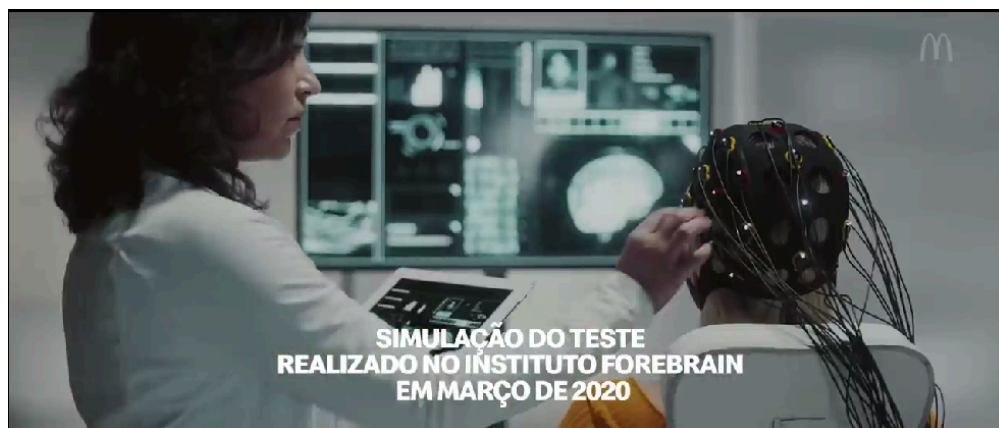 SIMULAÇÃO DO TESTE
REALIZADO NO INSTITUTO FOREBRAIN
EM MARÇO DE 2020